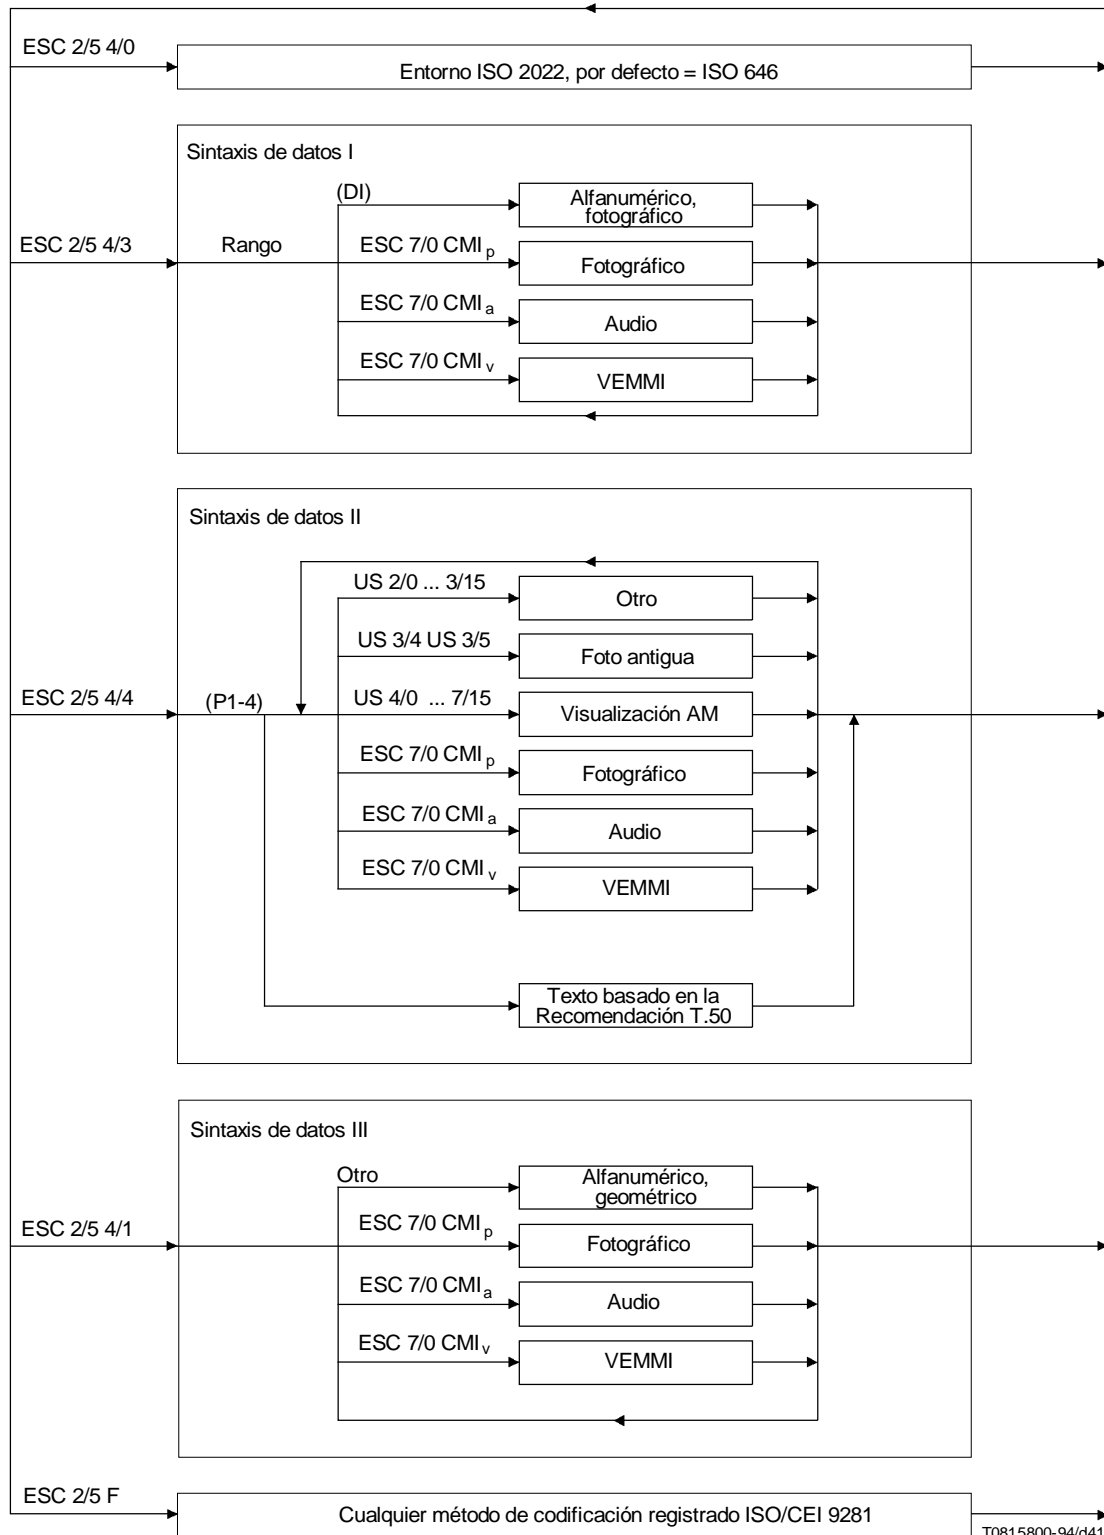 ESC 2/5 4/0
Entorno ISO 2022, por defecto = ISO 646
Sintaxis de datos I
(DI)
Alfanumérico,
fotográfico
ESC 2/5 4/3
Rango
ESC 7/0 CMI p
Fotográfico
ESC 7/0 CMI a
Audio
ESC 7/0 CMI v
VEMMI
Sintaxis de datos II
US 2/0 ... 3/15
Otro
US 3/4 US 3/5
Foto antigua
ESC 2/5 4/4
(P1-4)
US 4/0 ... 7/15
Visualización AM
ESC 7/0 CMI p
Fotográfico
ESC 7/0 CMI a
Audio
ESC 7/0 CMI v
VEMMI
Texto basado en la
Recomendación T.50
Sintaxis de datos III
Otro
Alfanumérico,
geométrico
ESC 2/5 4/1
ESC 7/0 CMI p
Fotográfico
ESC 7/0 CMI a
Audio
ESC 7/0 CMI v
VEMMI
ESC 2/5 F
Cualquier método de codificación registrado ISO/CEI 9281
T0815800-94/d41